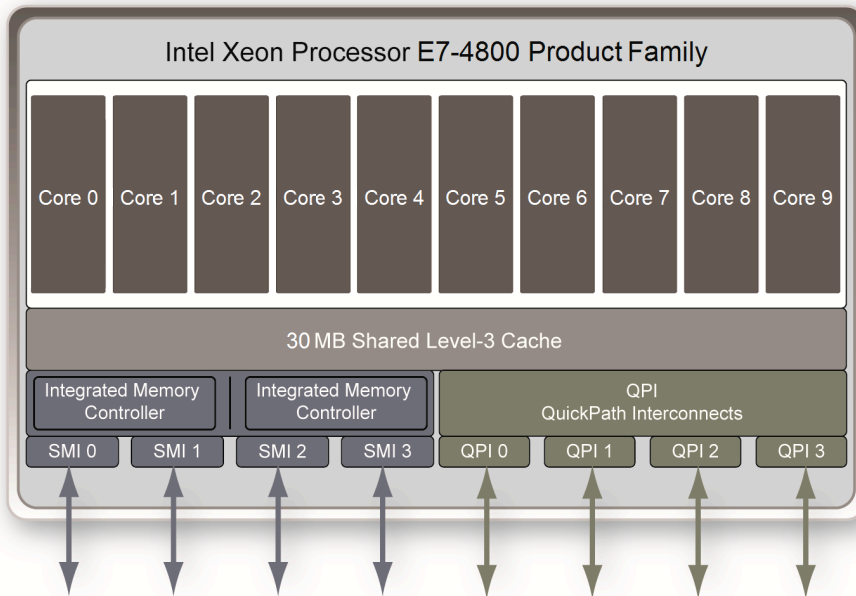 Intel Xeon Processor E7-4800 Product Family
Core 0 Core 1 Core 2 Core 3 Core 4 Core 5 Core 6 Core 7 Core 8 Core 9
30 MB Shared Level-3 Cache
Integrated Memory
Controller
Integrated Memory
Controller
QPI
QuickPath Interconnects
SMI 0 SMI 1 SMI 2 SMI 3 QPI 0 QPI 1 QPI 2 QPI 3